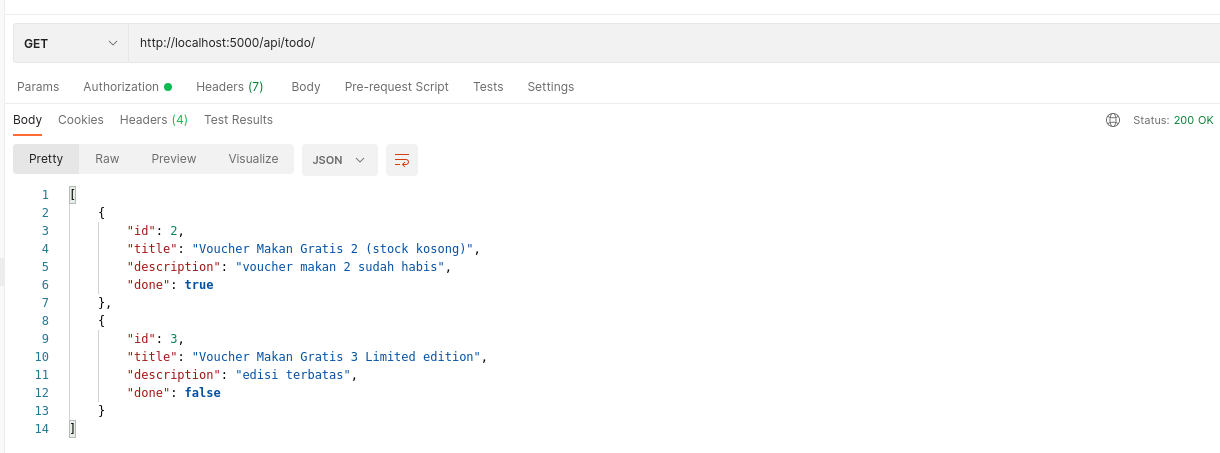 GET http://localhost:5000/api/todo/
Params Authorization Headers (7) Body Pre-request Script Tests Settings
Body Cookies Headers (4) Test Results Status: 200 OK
Pretty Raw Preview Visualize JSON
1 [
2 {
3 "id": 2,
4 "title": "Voucher Makan Gratis 2 (stock kosong)",
5 "description": "voucher makan 2 sudah habis",
6 "done": true
7 },
8 {
9 "id": 3,
10 "title": "Voucher Makan Gratis 3 Limited edition",
11 "description": "edisi terbatas",
12 "done": false
13 }
14 ]